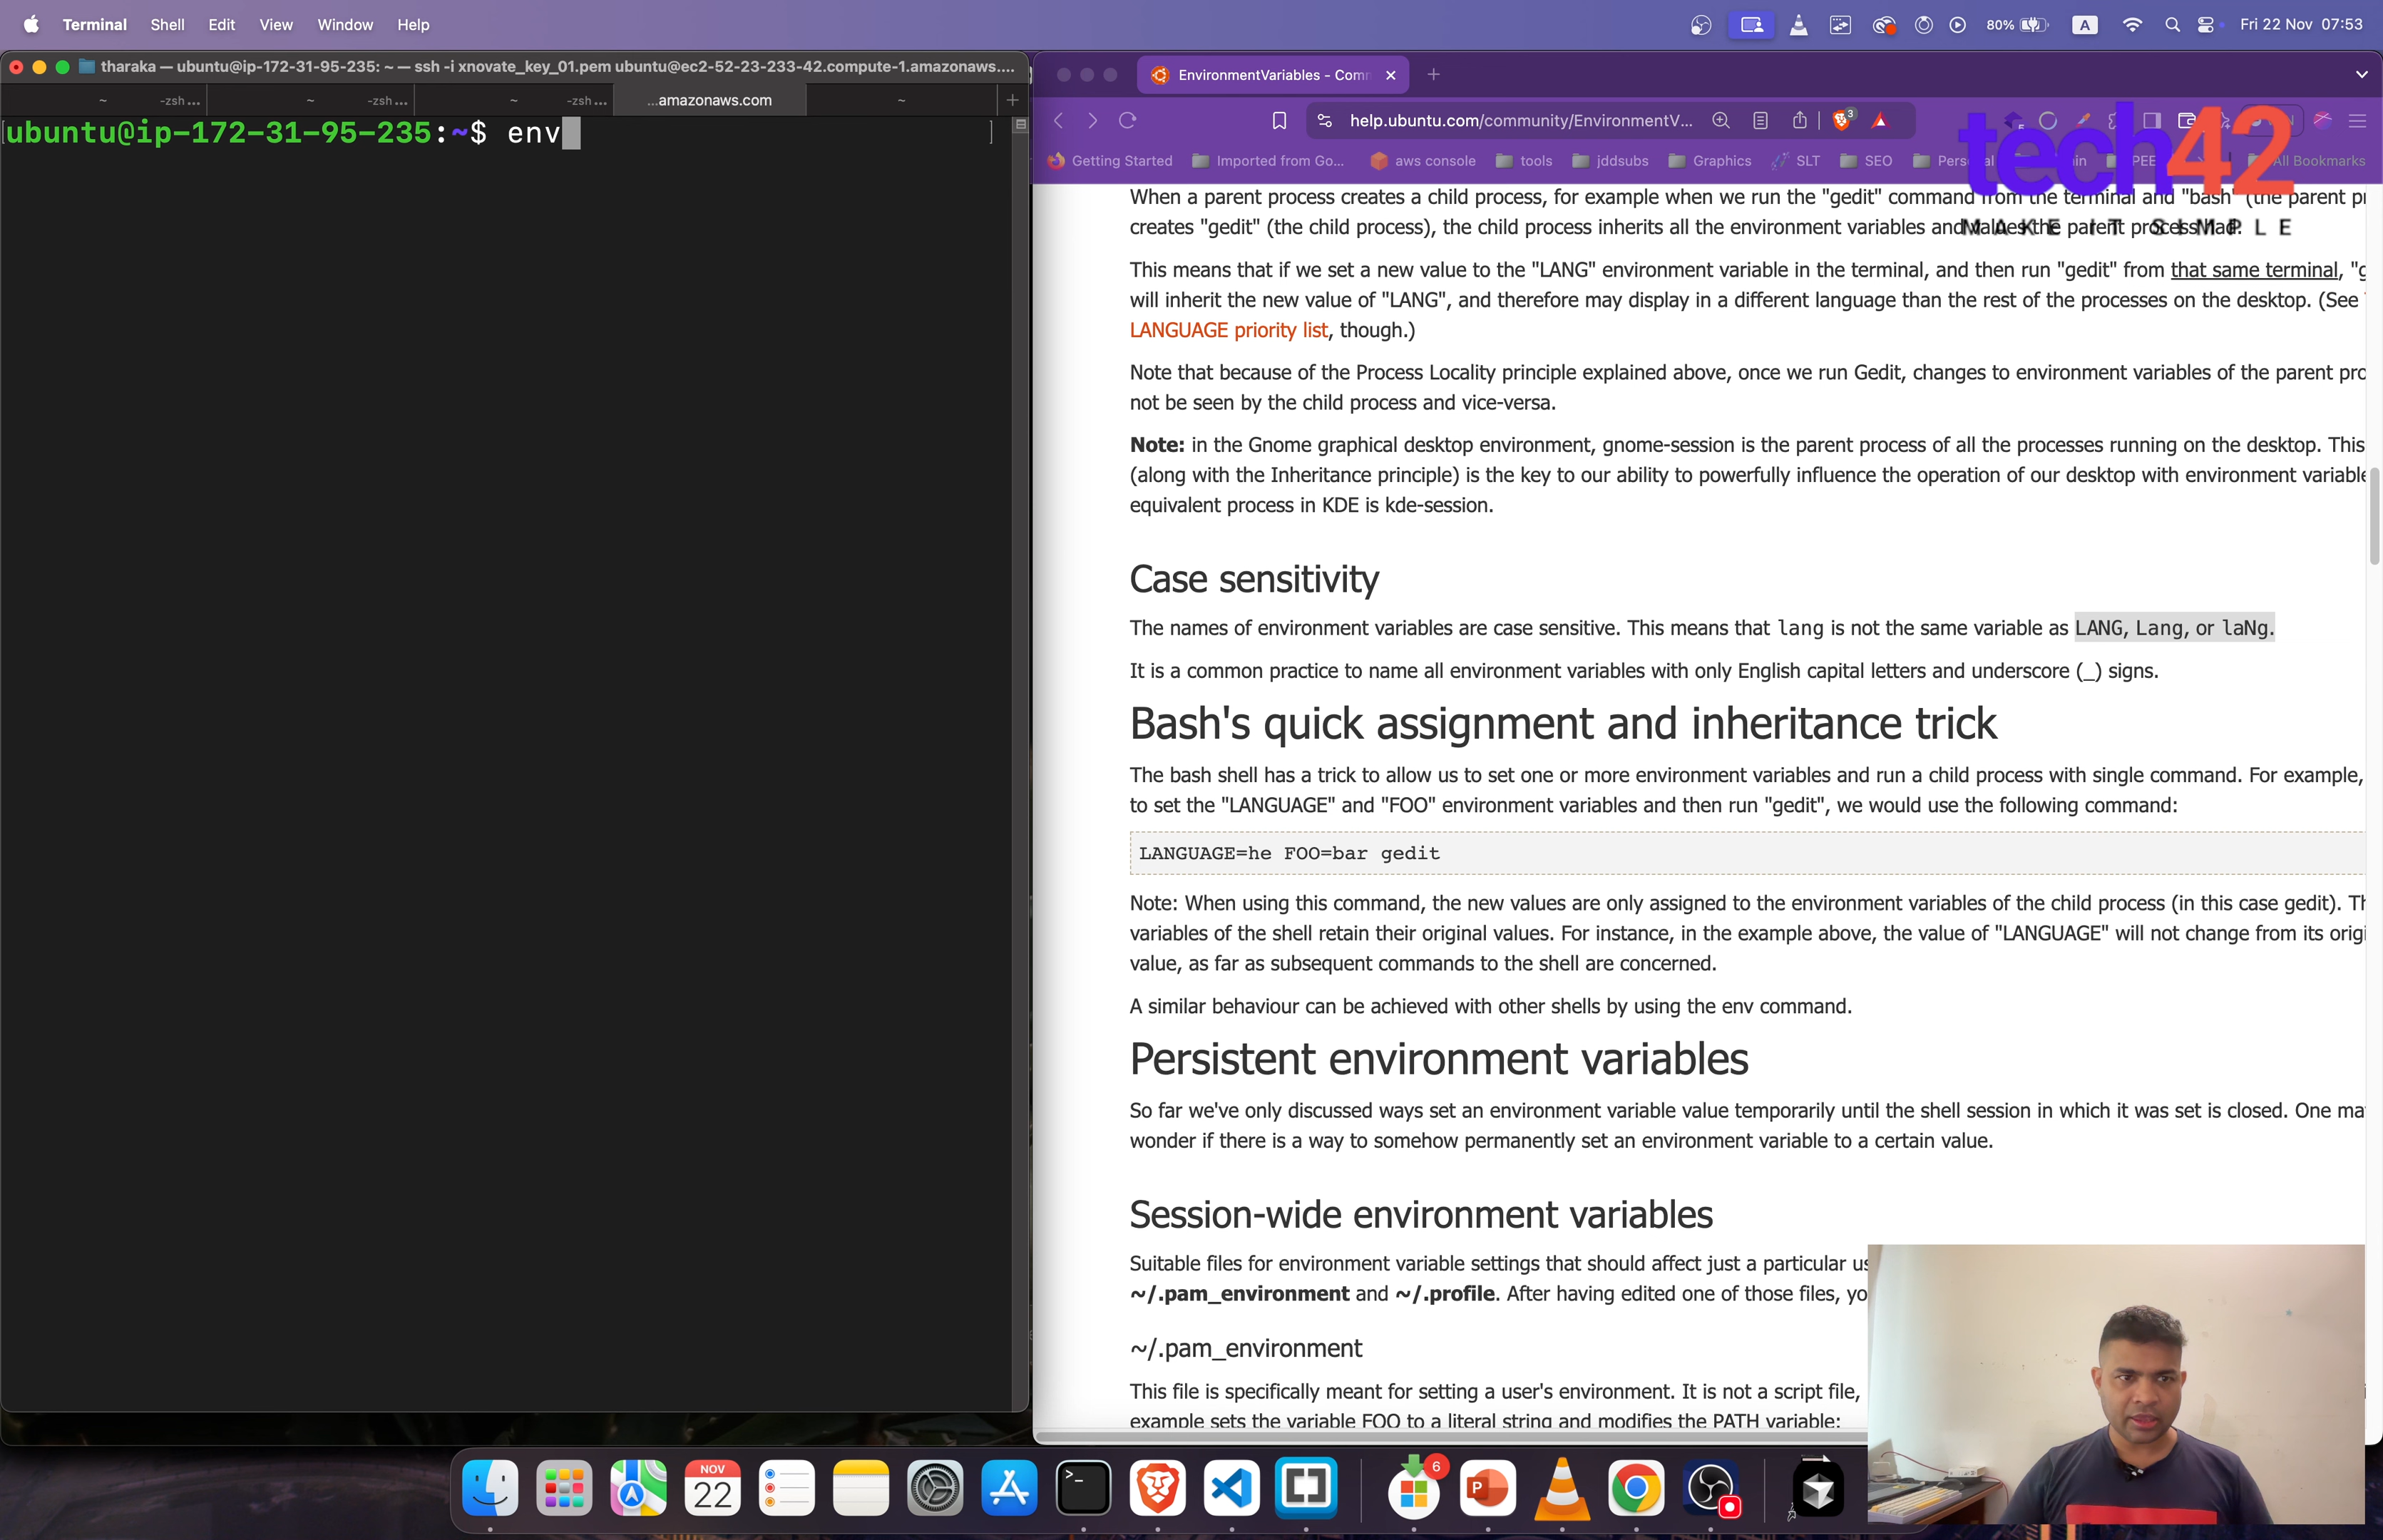 Terminal Shell Edit View Window Help
80%
A
Fri 22 Nov 07:53
tharaka — ubuntu@ip-172-31-95-235: ~ — ssh -i xnovate_key_01.pem ubuntu@ec2-52-23-233-42.compute-1.amazonaws....
~ -zsh ... ~ -zsh ... ~ -zsh ... ...amazonaws.com ~ +
[ubuntu@ip-172-31-95-235:~$ env ]
EnvironmentVariables - Com
help.ubuntu.com/community/EnvironmentV... 3
Getting Started Imported from Go... aws console tools jddsubs Graphics SLT SEO All Bookmarks
tech42
MAKE IT SIMPLE
When a parent process creates a child process, for example when we run the "gedit" command from the terminal and "bash" (the parent
creates "gedit" (the child process), the child process inherits all the environment variables and values the parent process had.
This means that if we set a new value to the "LANG" environment variable in the terminal, and then run "gedit" from that same terminal,
will inherit the new value of "LANG", and therefore may display in a different language than the rest of the processes on the desktop. (See
LANGUAGE priority list, though.)
Note that because of the Process Locality principle explained above, once we run Gedit, changes to environment variables of the parent
not be seen by the child process and vice-versa.
Note: in the Gnome graphical desktop environment, gnome-session is the parent process of all the processes running on the desktop. This
(along with the Inheritance principle) is the key to our ability to powerfully influence the operation of our desktop with environment variable
equivalent process in KDE is kde-session.
Case sensitivity
The names of environment variables are case sensitive. This means that lang is not the same variable as LANG, Lang, or laNg.
It is a common practice to name all environment variables with only English capital letters and underscore (_) signs.
Bash's quick assignment and inheritance trick
The bash shell has a trick to allow us to set one or more environment variables and run a child process with single command. For example,
to set the "LANGUAGE" and "FOO" environment variables and then run "gedit", we would use the following command:
LANGUAGE=he FOO=bar gedit
Note: When using this command, the new values are only assigned to the environment variables of the child process (in this case gedit).
variables of the shell retain their original values. For instance, in the example above, the value of "LANGUAGE" will not change from its origi
value, as far as subsequent commands to the shell are concerned.
A similar behaviour can be achieved with other shells by using the env command.
Persistent environment variables
So far we've only discussed ways set an environment variable value temporarily until the shell session in which it was set is closed. One ma
wonder if there is a way to somehow permanently set an environment variable to a certain value.
Session-wide environment variables
Suitable files for environment variable settings that should affect just a particular us
~/.pam_environment and ~/.profile. After having edited one of those files, yo
~/.pam_environment
This file is specifically meant for setting a user's environment. It is not a script file,
example sets the variable FOO to a literal string and modifies the PATH variable:
NOV
22
>_
6
P